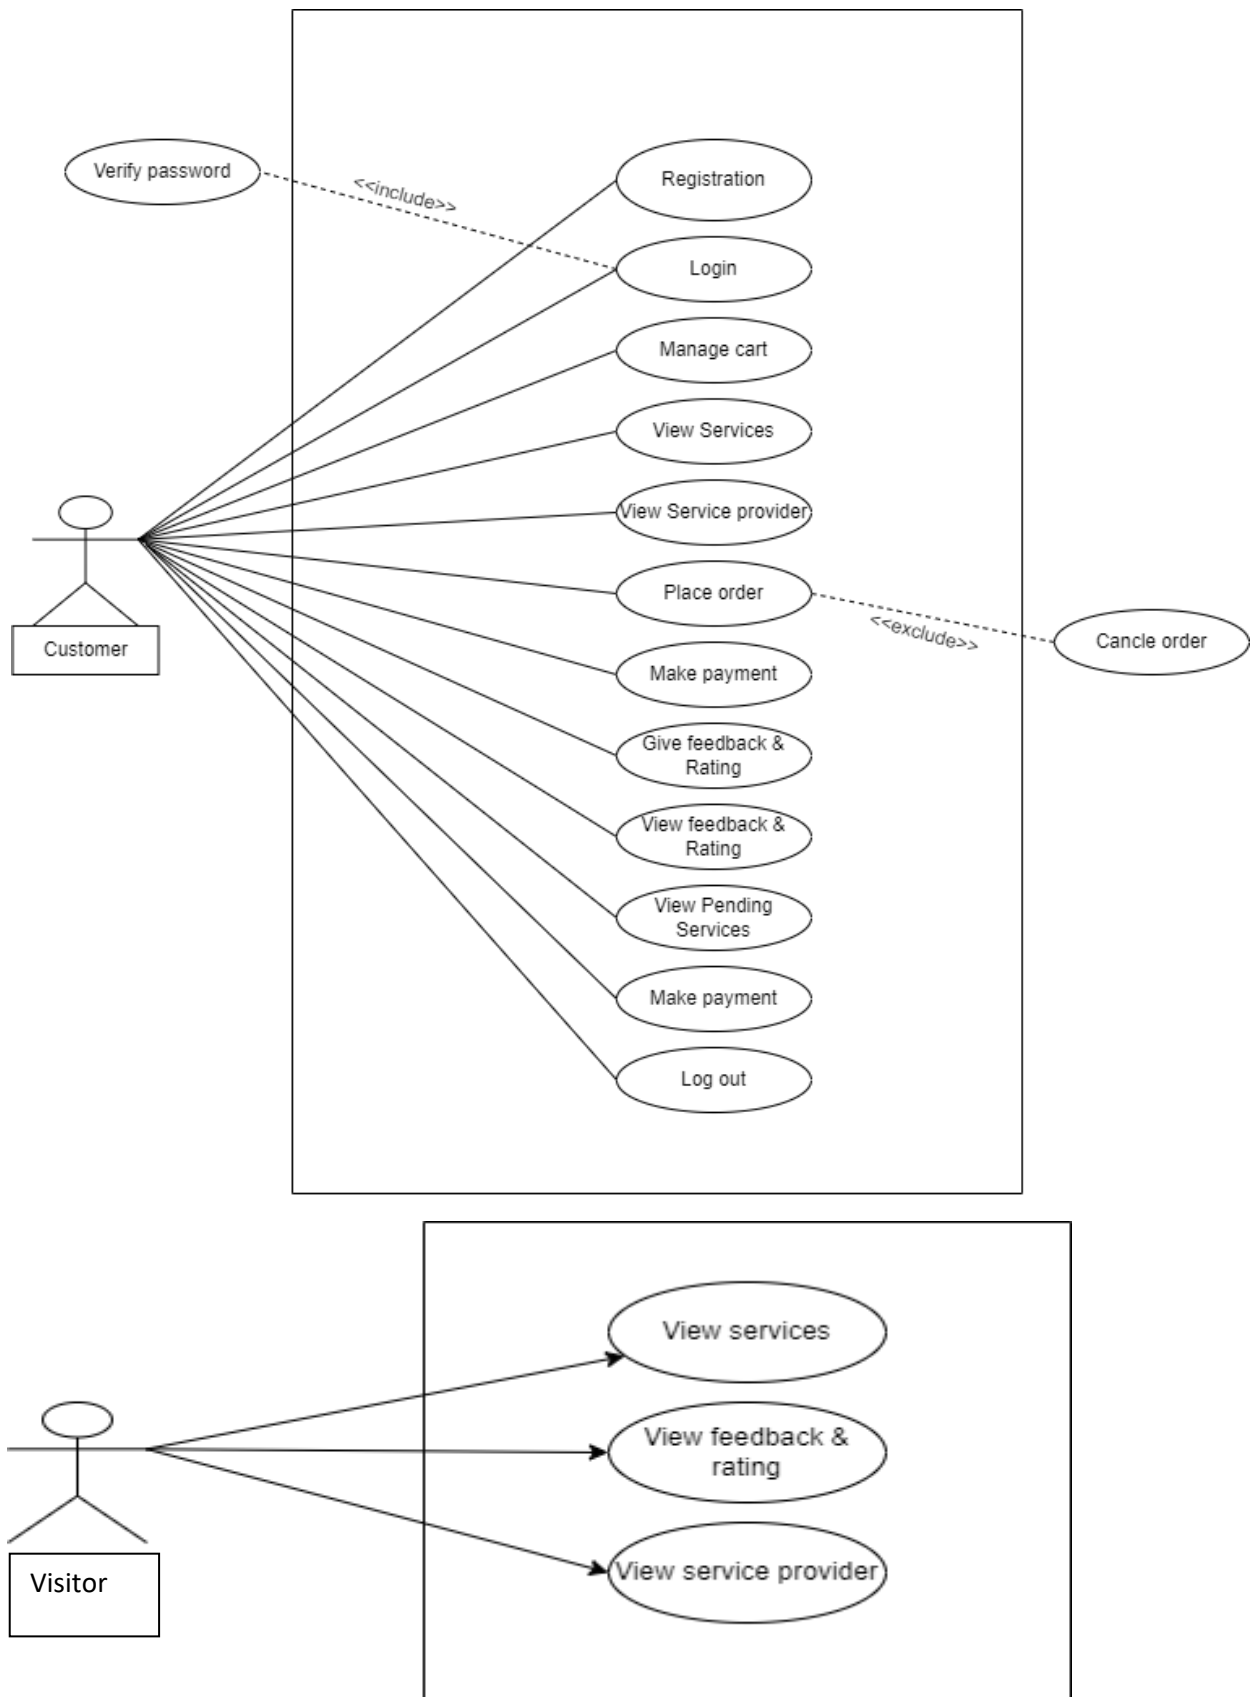 Verify password
<<include>>
Registration
Login
Manage cart
View Services
View Service provider
Place order
<<exclude>>
Cancle order
Customer
Make payment
Give feedback &
Rating
View feedback &
Rating
View Pending
Services
Make payment
Log out
View services
View feedback &
rating
View service provider
Visitor